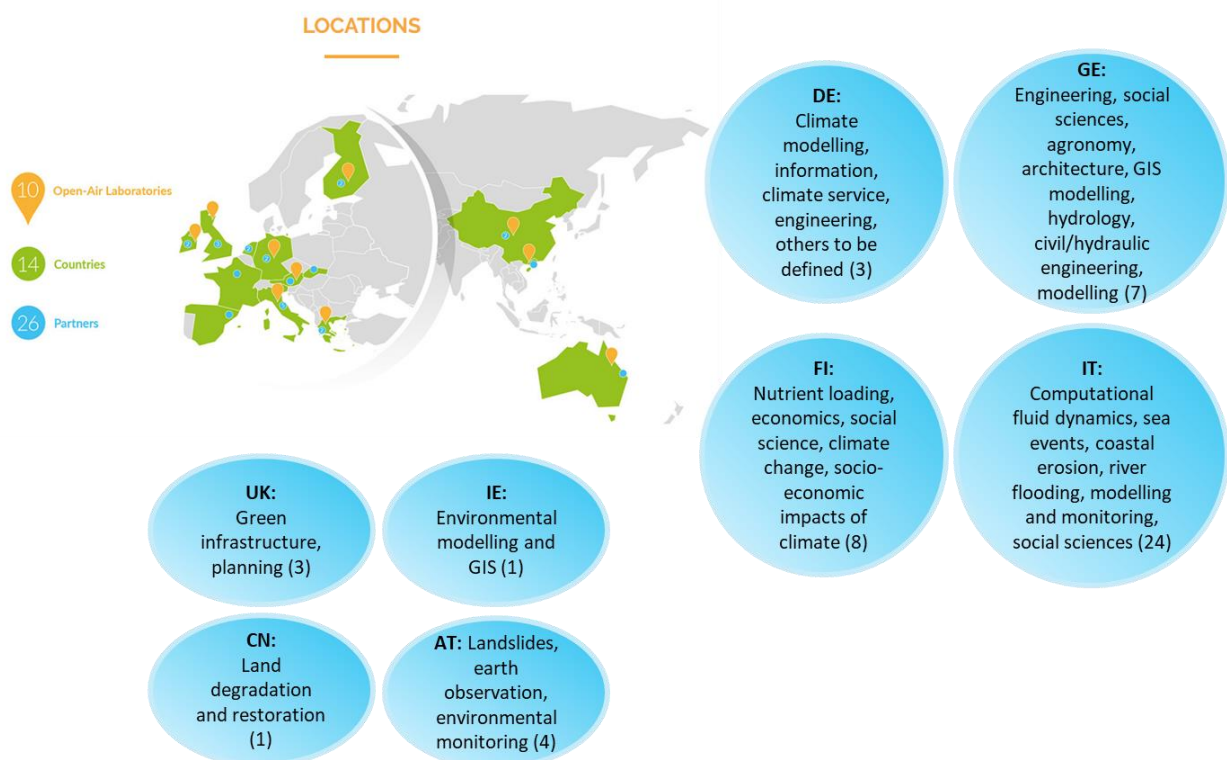 LOCATIONS
10 Open-Air Laboratories
14 Countries
26 Partners
DE:
Climate
modelling,
information,
climate service,
engineering,
others to be
defined (3)
GE:
Engineering, social
sciences,
agronomy,
architecture, GIS
modelling,
hydrology,
civil/hydraulic
engineering,
modelling (7)
FI:
Nutrient loading,
economics, social
science, climate
change, socio-
economic
impacts of
climate (8)
IT:
Computational
fluid dynamics, sea
events, coastal
erosion, river
flooding, modelling
and monitoring,
social sciences (24)
UK:
Green
infrastructure,
planning (3)
IE:
Environmental
modelling and
GIS (1)
CN:
Land
degradation
and restoration
(1)
AT: Landslides,
earth
observation,
environmental
monitoring (4)